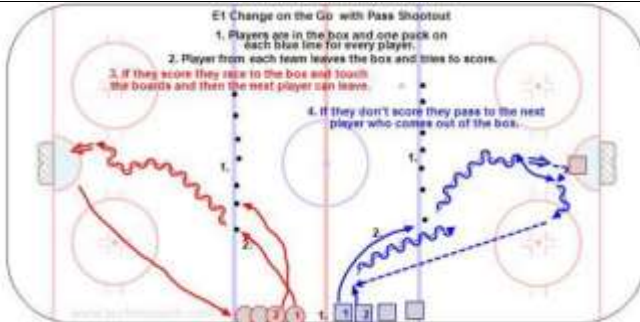 E1 Change on the Go with Pass Shootout
1. Players are in the box and one puck on
each blue line for every player.
2. Player from each team leaves the box and tries to score.
3. If they score they race to the box and touch
the boards and then the next player can leave.
4. If they don't score they pass to the next
player who comes out of the box.
1.
1.
2.
2.
2 1 1. 1 2